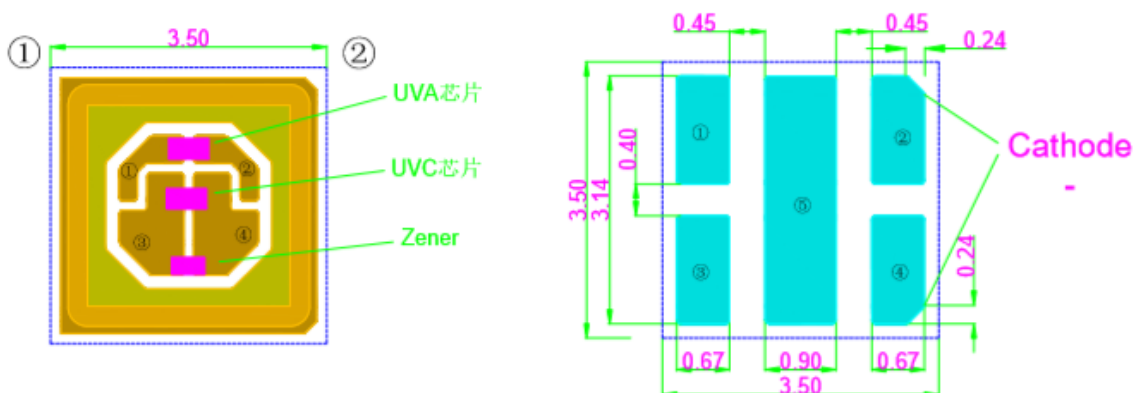 ① 3.50 ②
UVA芯片
① ②
UVC芯片
③ ④
Zener
0.45 0.45
0.24
① ②
Cathode
-
0.40
3.50
3.14
⑤
③ ④
0.24
0.67 0.90 0.67
3.50